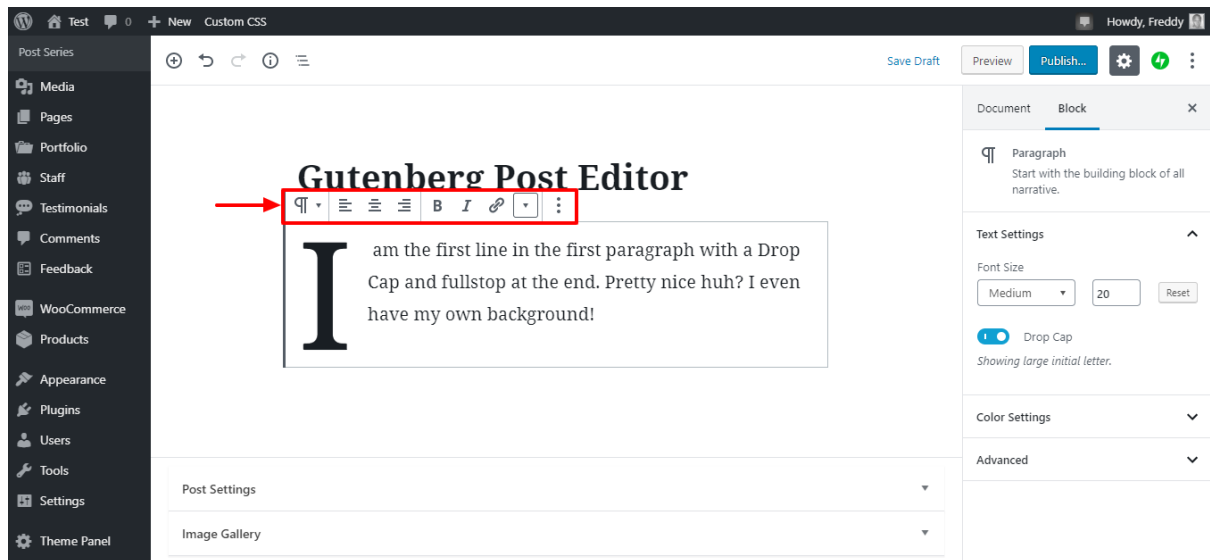 Test 0 New Custom CSS Howdy, Freddy
Post Series
Media
Pages
Portfolio
Staff
Testimonials
Comments
Feedback
WooCommerce
Products
Appearance
Plugins
Users
Tools
Settings
Theme Panel
Save Draft Preview Publish...
Gutenberg Post Editor
B I
I am the first line in the first paragraph with a Drop
Cap and fullstop at the end. Pretty nice huh? I even
have my own background!
Post Settings
Image Gallery
Document Block
Paragraph
Start with the building block of all
narrative.
Text Settings
Font Size
Medium 20 Reset
Drop Cap
Showing large initial letter.
Color Settings
Advanced